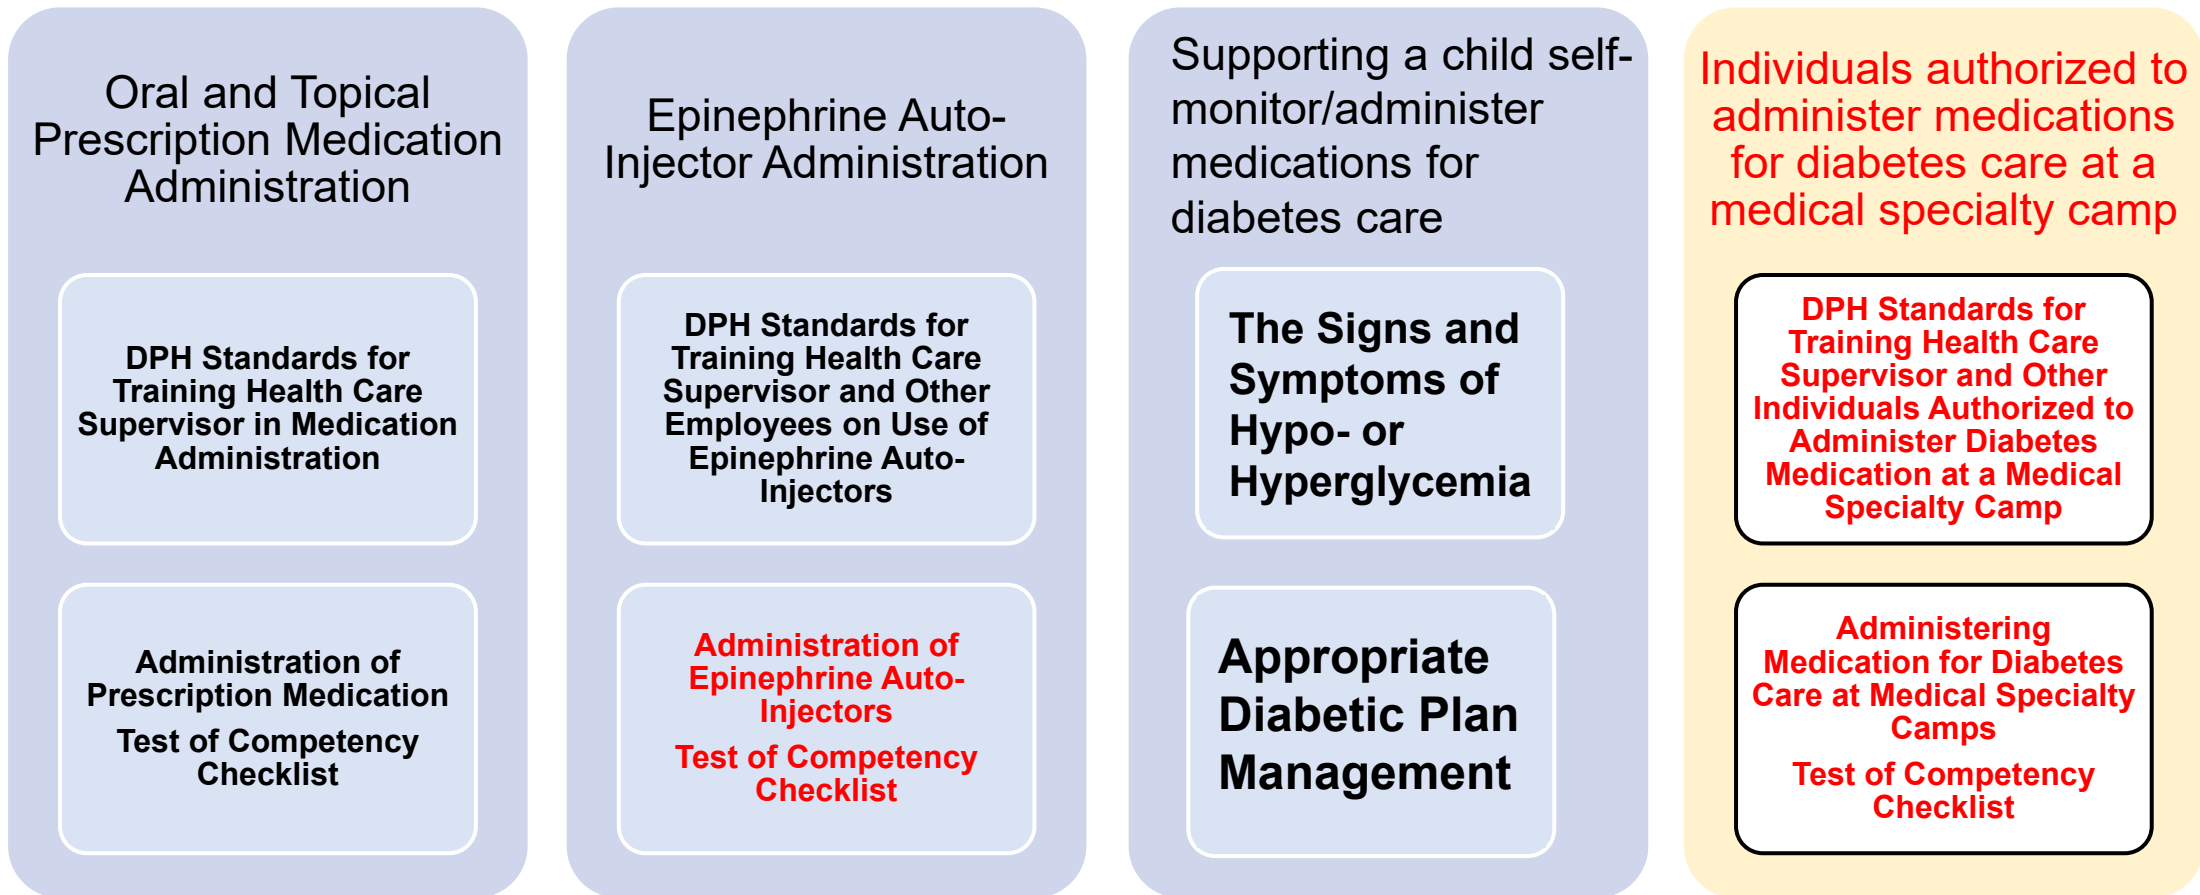 Oral and Topical
Prescription Medication
Administration
DPH Standards for
Training Health Care
Supervisor in Medication
Administration
Administration of
Prescription Medication
Test of Competency
Checklist
Epinephrine Auto-
Injector Administration
DPH Standards for
Training Health Care
Supervisor and Other
Employees on Use of
Epinephrine Auto-
Injectors
Administration of
Epinephrine Auto-
Injectors
Test of Competency
Checklist
Supporting a child self-
monitor/administer
medications for
diabetes care
The Signs and
Symptoms of
Hypo- or
Hyperglycemia
Appropriate
Diabetic Plan
Management
Individuals authorized to
administer medications
for diabetes care at a
medical specialty camp
DPH Standards for
Training Health Care
Supervisor and Other
Individuals Authorized to
Administer Diabetes
Medication at a Medical
Specialty Camp
Administering
Medication for Diabetes
Care at Medical Specialty
Camps
Test of Competency
Checklist